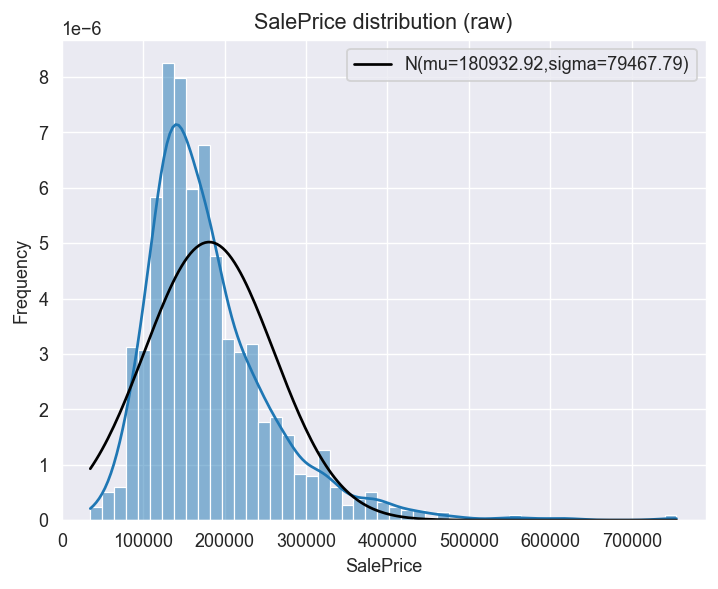 SalePrice distribution (raw)
1e−6
N(mu=180932.92,sigma=79467.79)
8
7
6
5
4
3
2
1
0
Frequency
0 100000 200000 300000 400000 500000 600000 700000
SalePrice